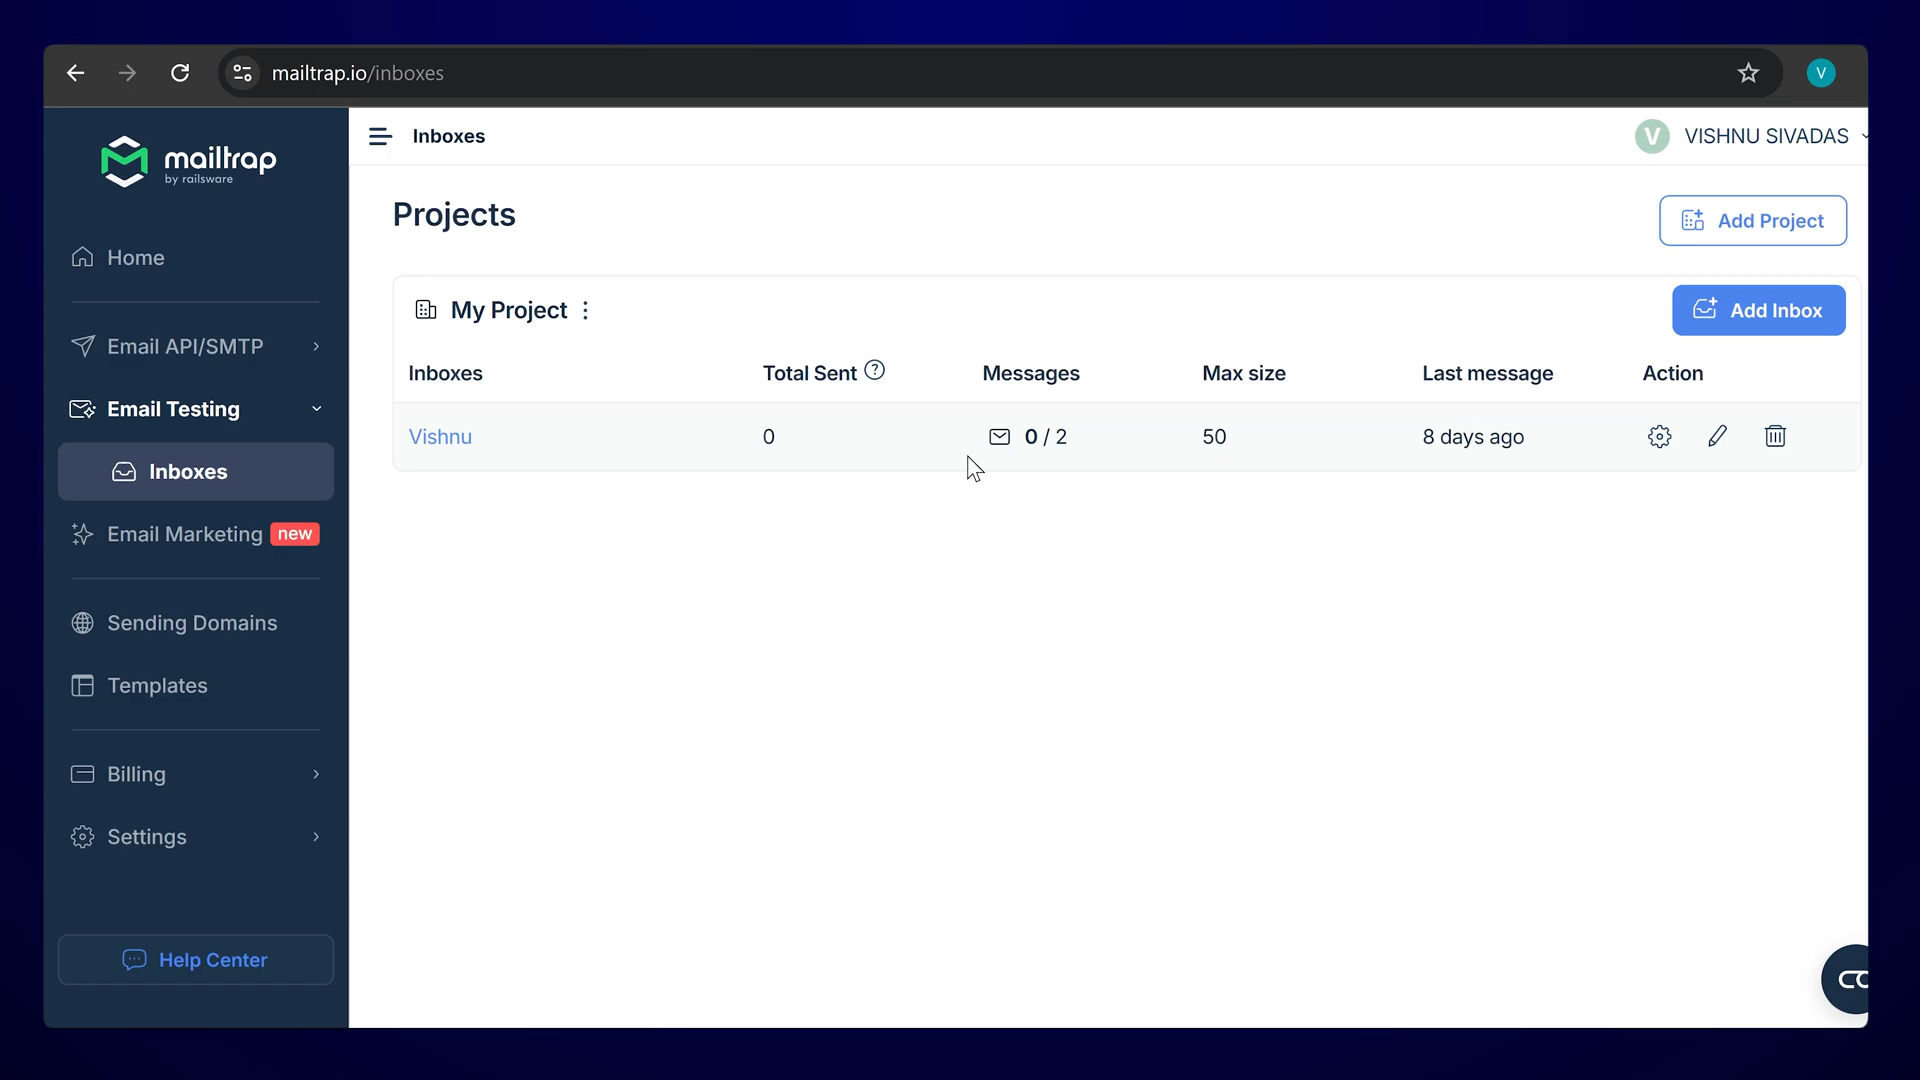 mailtrap.io/inboxes
V
mailtrap
by railsware
Inboxes
V VISHNU SIVADAS
Home
Email API/SMTP
Email Testing
Inboxes
Email Marketing new
Sending Domains
Templates
Billing
Settings
Help Center
Projects
Add Project
My Project
Add Inbox
Inboxes Total Sent ? Messages Max size Last message Action
Vishnu 0 0 / 2 50 8 days ago